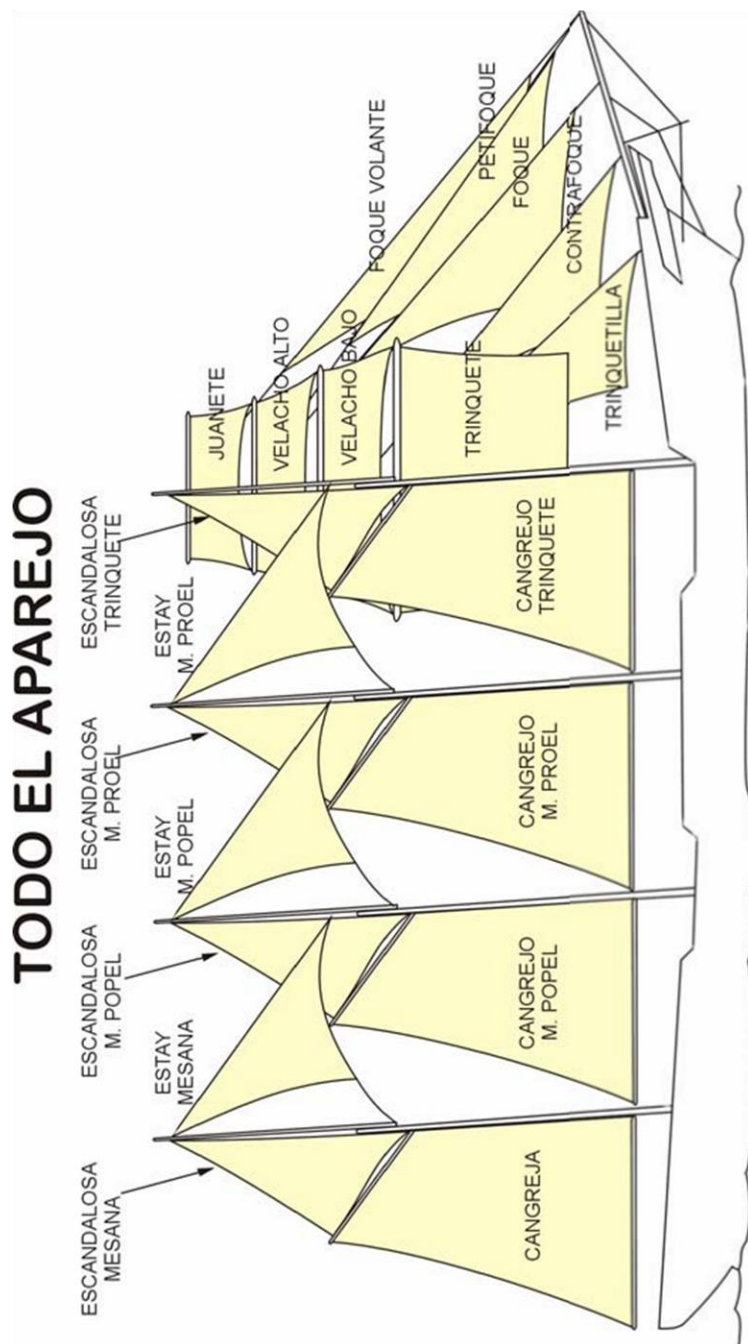 TODO EL APAREJO
ESCANDALOSA
MESANA
ESCANDALOSA
M. POPEL
ESCANDALOSA
M. PROEL
ESCANDALOSA
TRINQUETE
ESTAY
MESANA
ESTAY
M. POPEL
ESTAY
M. PROEL
JUANETE
VELACHO ALTO
VELACHO BAJO
FOQUE VOLANTE
PETIFOQUE
FOQUE
CONTRAFOQUE
TRINQUETE
TRINQUETILLA
CANGREJA
CANGREJO
M. POPEL
CANGREJO
M. PROEL
CANGREJO
TRINQUETE